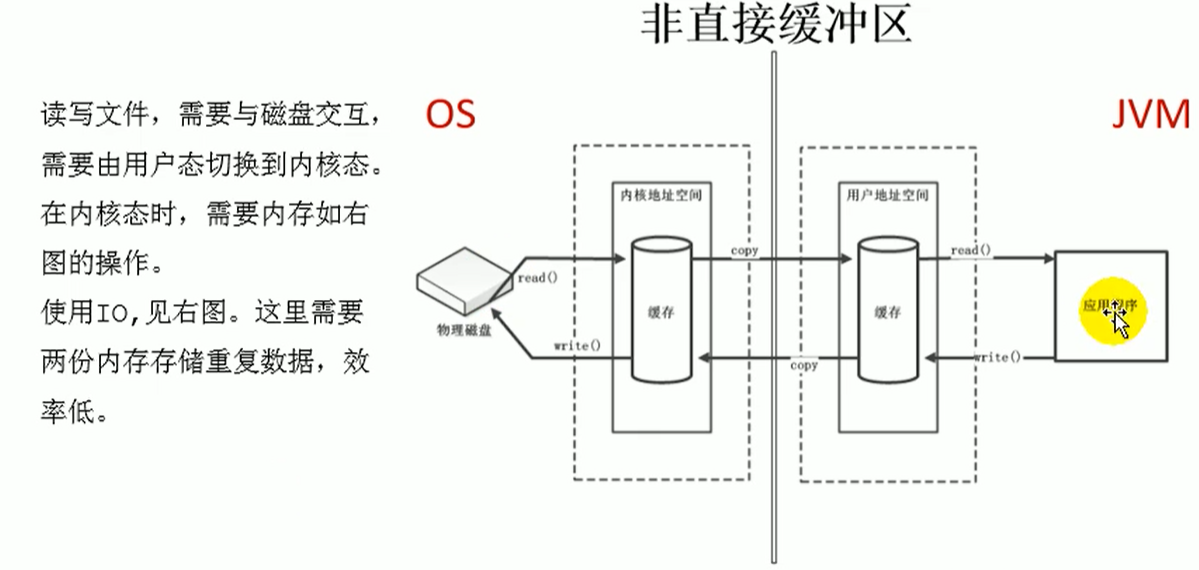 非直接缓冲区
读写文件，需要与磁盘交互，
需要由用户态切换到内核态。
在内核态时，需要内存如右
图的操作。
使用IO,见右图。这里需要
两份内存存储重复数据，效
率低。
OS
JVM
内核地址空间
用户地址空间
copy
read()
read()
缓存
缓存
应用程序
物理磁盘
write()
copy
write()